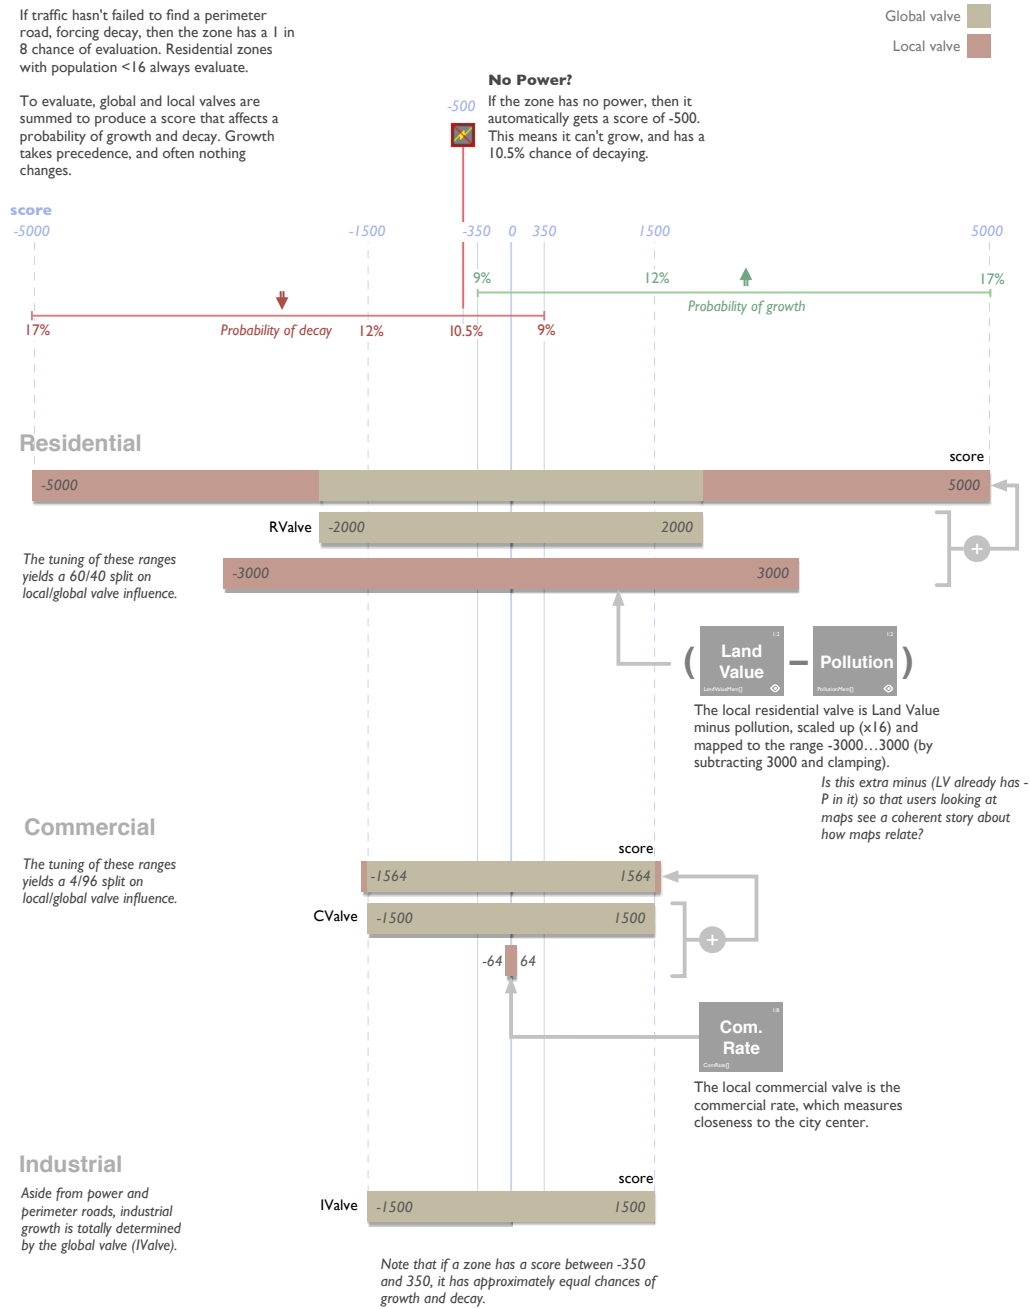 If traffic hasn't failed to find a perimeter
road, forcing decay, then the zone has a 1 in
8 chance of evaluation. Residential zones
with population <16 always evaluate.
To evaluate, global and local valves are
summed to produce a score that affects a
probability of growth and decay. Growth
takes precedence, and often nothing
changes.
Global valve
Local valve
-500
No Power?
If the zone has no power, then it
automatically gets a score of -500.
This means it can't grow, and has a
10.5% chance of decaying.
score
-5000 -1500 -350 0 350 1500 5000
9% 12% 17%
Probability of growth
17% Probability of decay 12% 10.5% 9%
Residential
score
-5000 5000
RValve -2000 2000
The tuning of these ranges
yields a 60/40 split on
local/global valve influence.
-3000 3000
( Land
Value
1:2
LandValueMem[]
– Pollution
1:2
PollutionMem[]
)
The local residential valve is Land Value
minus pollution, scaled up (x16) and
mapped to the range -3000...3000 (by
subtracting 3000 and clamping).
Is this extra minus (LV already has -
P in it) so that users looking at
maps see a coherent story about
how maps relate?
Commercial
The tuning of these ranges
yields a 4/96 split on
local/global valve influence.
score
-1564 1564
CValve -1500 1500
+
-64 64
Com.
Rate
1:8
ComRate[]
The local commercial valve is the
commercial rate, which measures
closeness to the city center.
Industrial
Aside from power and
perimeter roads, industrial
growth is totally determined
by the global valve (IValve).
score
IValve -1500 1500
Note that if a zone has a score between -350
and 350, it has approximately equal chances of
growth and decay.